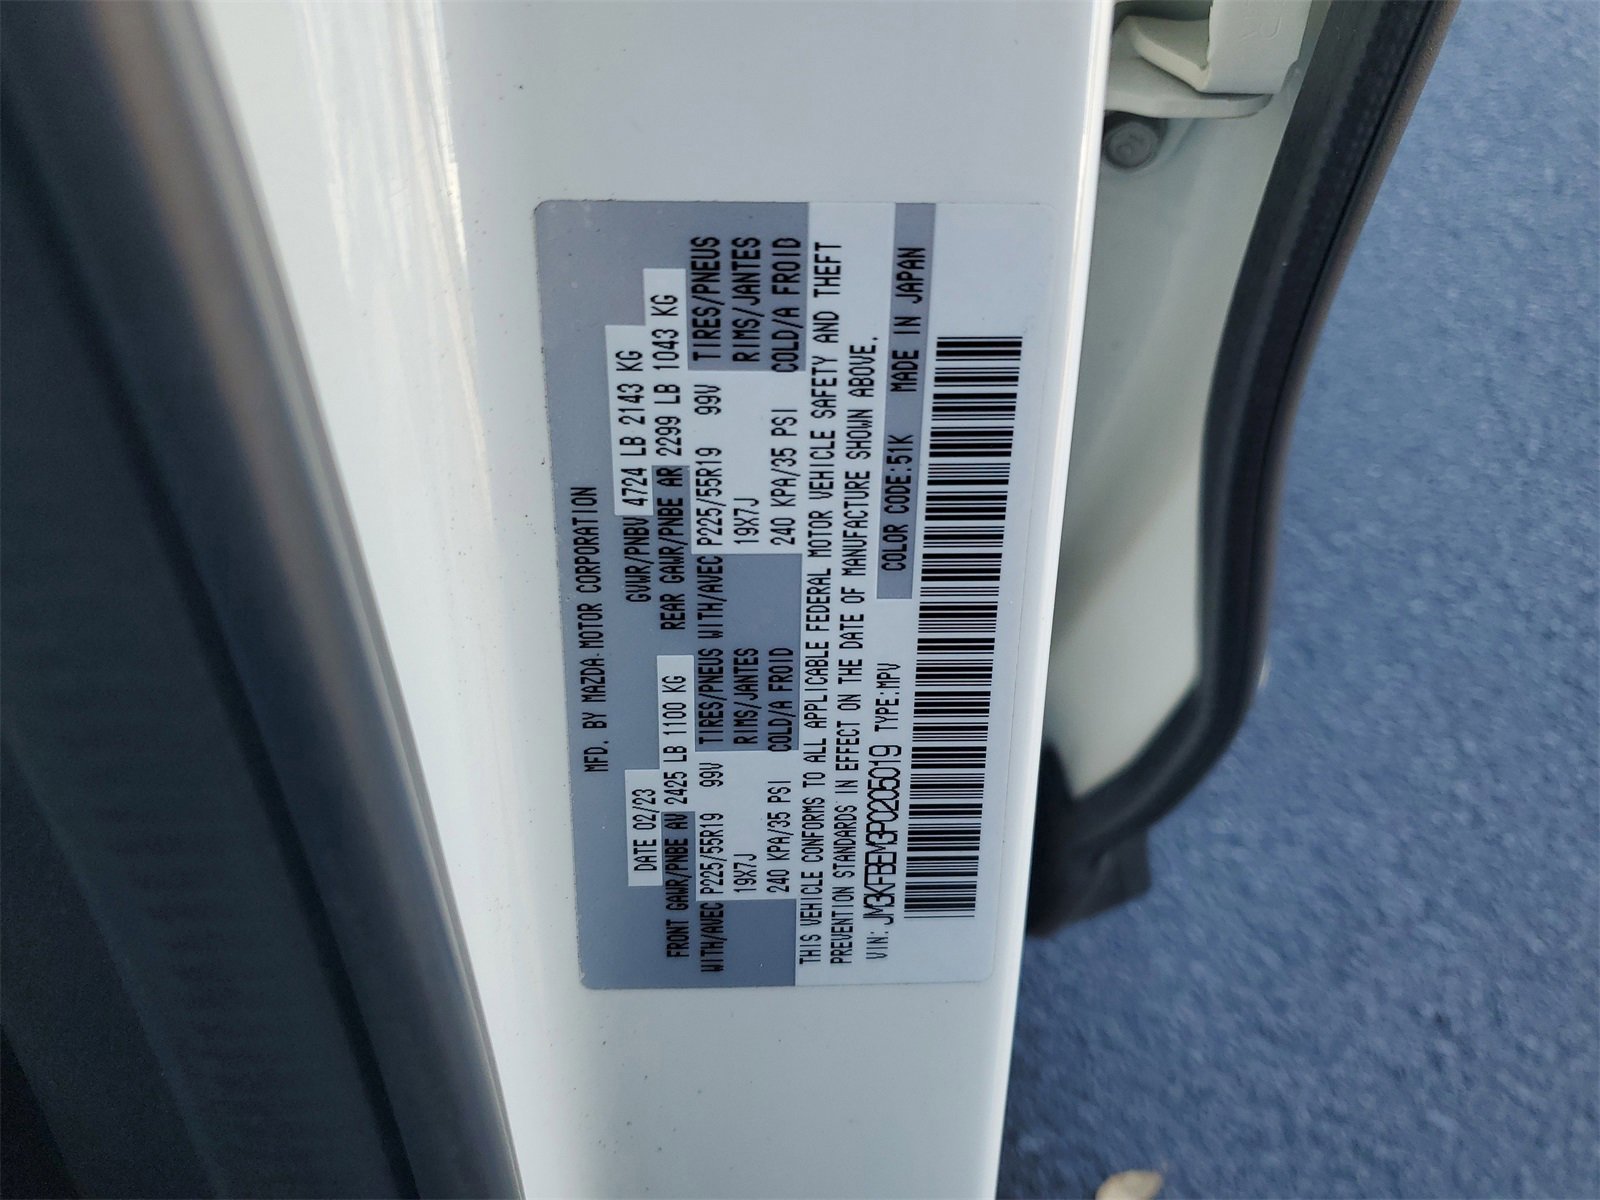 MFD. BY MAZDA MOTOR CORPORATION
DATE 02/23 GVWR/PNBV 4724 LB 2143 KG
FRONT GAWR/PNBE AV 2425 LB 1100 KG REAR GAWR/PNBE AR 2299 LB 1043 KG
WITH/AVEC P225/55R19 99V TIRES/PNEUS WITH/AVEC P225/55R19 99V TIRES/PNEUS
19X7J RIMS/JANTES 19X7J RIMS/JANTES
240 KPA/35 PSI COLD/A FROID 240 KPA/35 PSI COLD/A FROID
THIS VEHICLE CONFORMS TO ALL APPLICABLE FEDERAL MOTOR VEHICLE SAFETY AND THEFT
PREVENTION STANDARDS IN EFFECT ON THE DATE OF MANUFACTURE SHOWN ABOVE.
VIN: JM3KFBEM3P0205019 TYPE:MPV COLOR CODE:51K MADE IN JAPAN